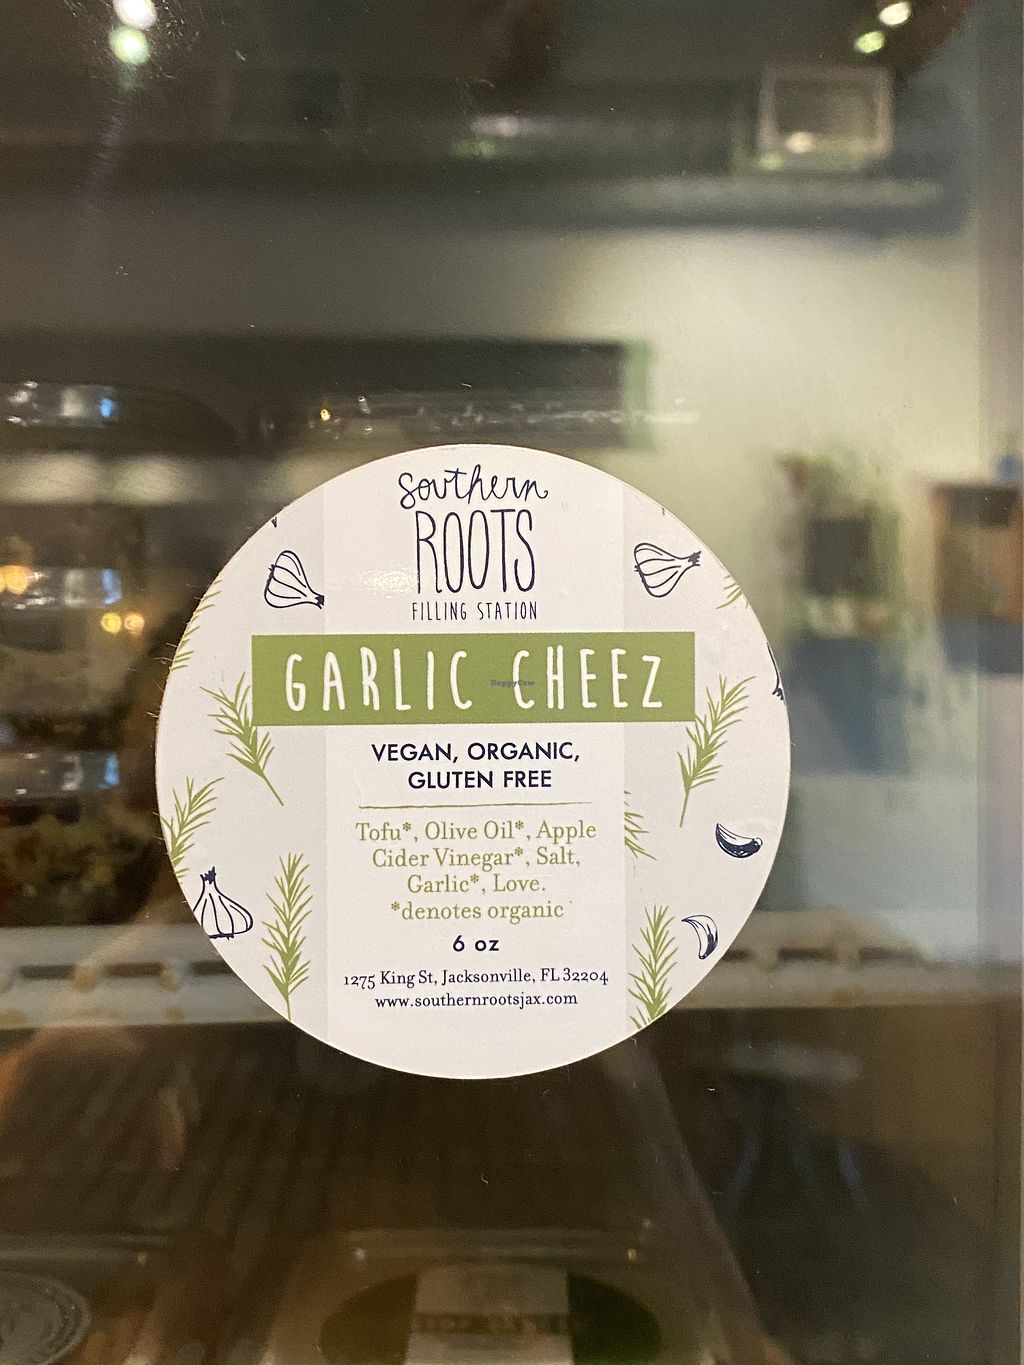 Southern
ROOTS
FILLING STATION
GARLIC CHEEZ
HappyCow
VEGAN, ORGANIC,
GLUTEN FREE
Tofu*, Olive Oil*, Apple
Cider Vinegar*, Salt,
Garlic*, Love.
*denotes organic
6 oz
1275 King St, Jacksonville, FL 32204
www.southernrootsjax.com